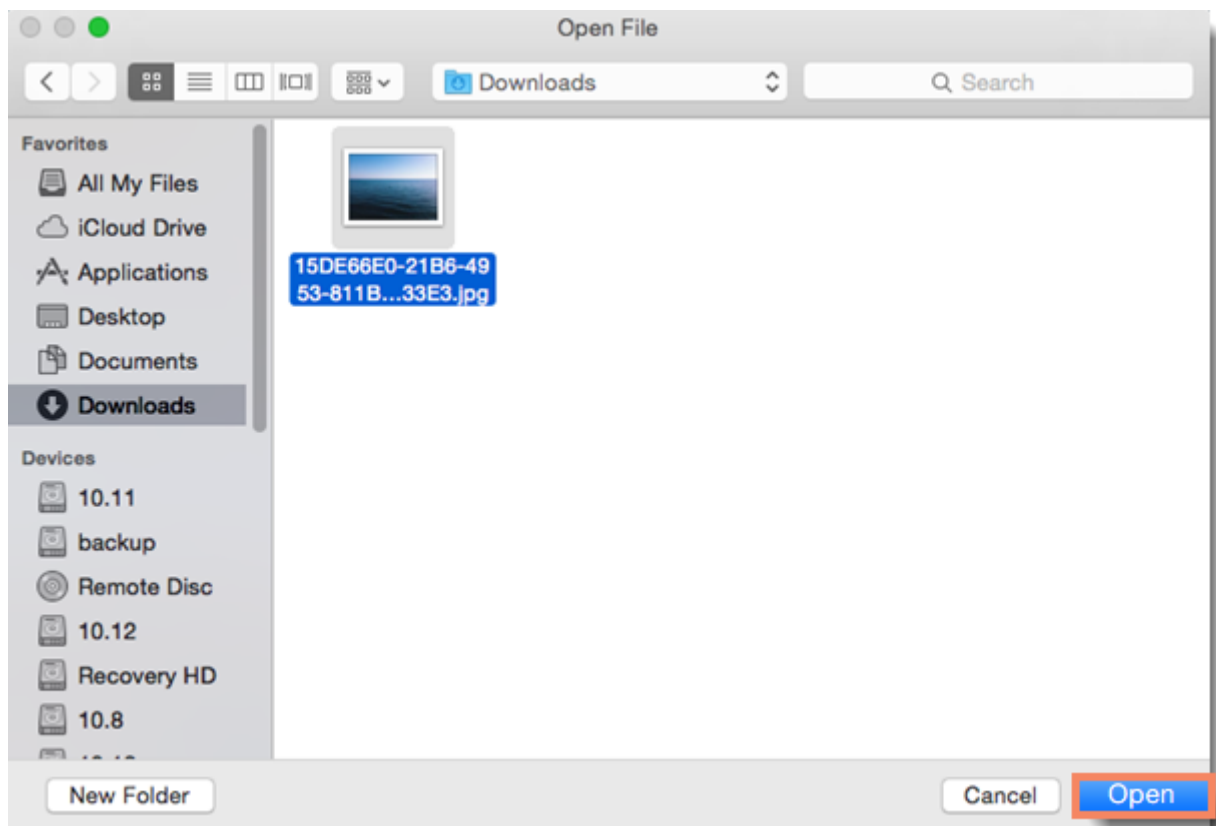 Open File
Downloads
Search
Favorites
All My Files
iCloud Drive
Applications
Desktop
Documents
Downloads
Devices
10.11
backup
Remote Disc
10.12
Recovery HD
10.8
15DE66E0-21B6-49
53-811B...33E3.jpg
New Folder
Cancel
Open